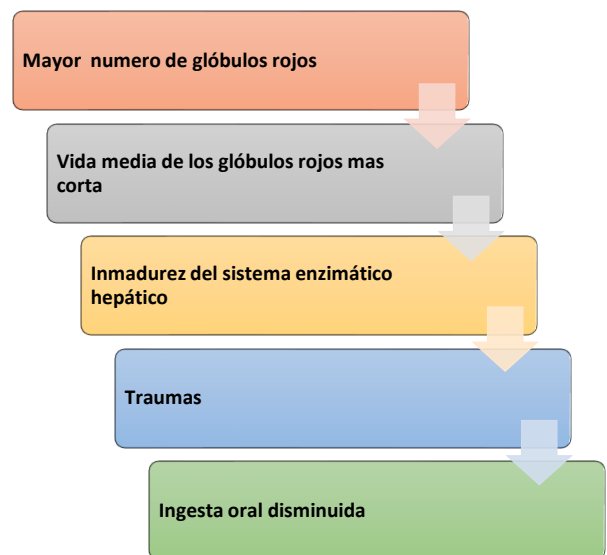 Mayor numero de glóbulos rojos
Vida media de los glóbulos rojos mas
corta
Inmadurez del sistema enzimático
hepático
Traumas
Ingesta oral disminuida